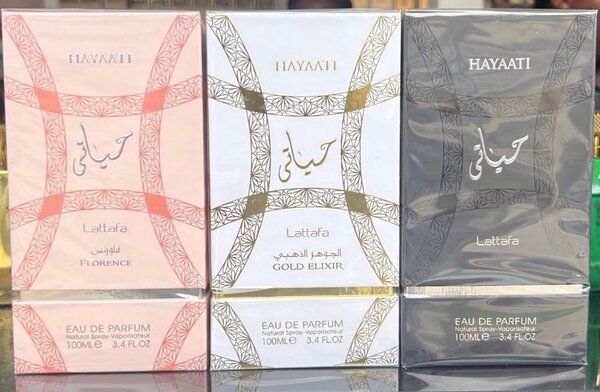 HAYAATI
حياتي
Lattafa
فلورنس
FLORENCE
EAU DE PARFUM
Natural Spray-Vaporisateur
100ML℮ 3.4 FL.OZ
HAYAATI
حياتي
Lattafa
الجوهر الذهبي
GOLD ELIXIR
EAU DE PARFUM
Natural Spray-Vaporisateur
100ML℮ 3.4 FL.OZ
HAYAATI
حياتي
Lattafa
EAU DE PARFUM
Natural Spray-Vaporisateur
100ML℮ 3.4 FL.OZ